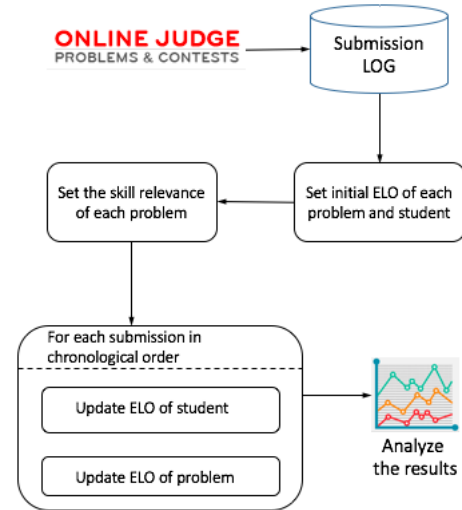 ONLINE JUDGE
PROBLEMS & CONTESTS
Submission
LOG
Set the skill relevance
of each problem
Set initial ELO of each
problem and student
For each submission in
chronological order
Update ELO of student
Update ELO of problem
Analyze
the results